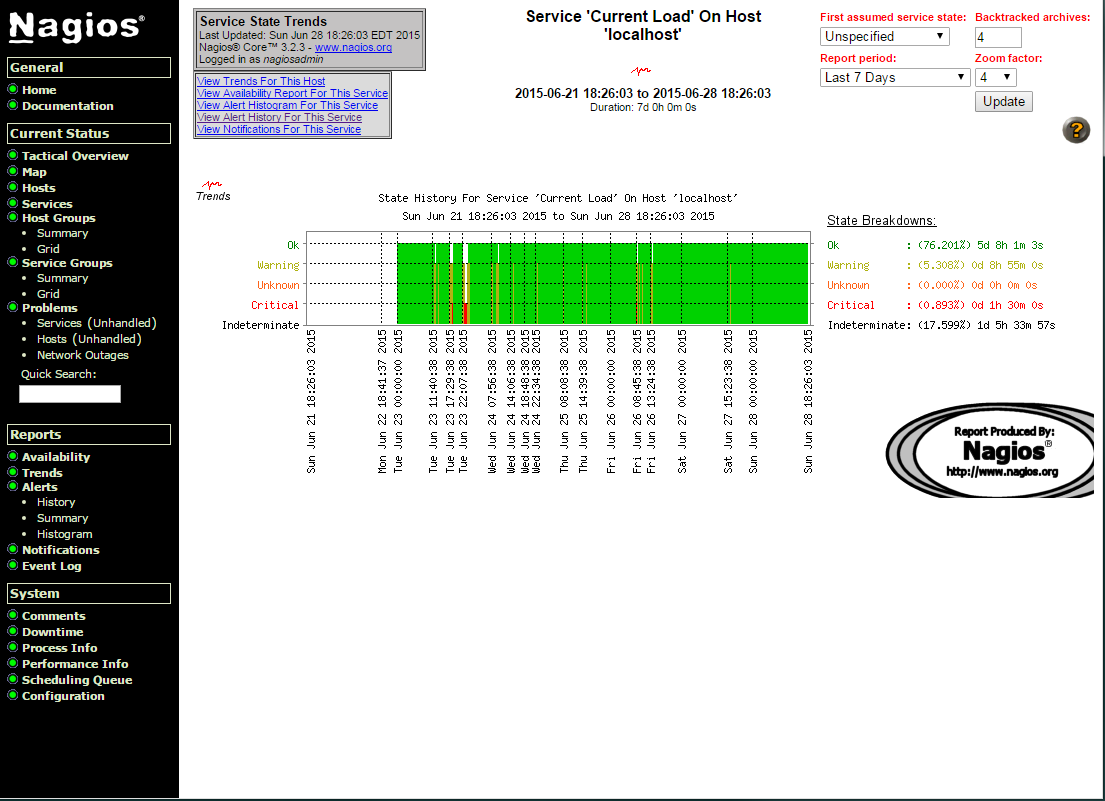 Nagios®
General
Home
Documentation
Current Status
Tactical Overview
Map
Hosts
Services
Host Groups
Summary
Grid
Service Groups
Summary
Grid
Problems
Services (Unhandled)
Hosts (Unhandled)
Network Outages
Quick Search:
Reports
Availability
Trends
Alerts
History
Summary
Histogram
Notifications
Event Log
System
Comments
Downtime
Process Info
Performance Info
Scheduling Queue
Configuration
Service State Trends
Last Updated: Sun Jun 28 18:26:03 EDT 2015
Nagios® Core™ 3.2.3 - www.nagios.org
Logged in as nagiosadmin
View Trends For This Host
View Availability Report For This Service
View Alert Histogram For This Service
View Alert History For This Service
View Notifications For This Service
Service 'Current Load' On Host
'localhost'
2015-06-21 18:26:03 to 2015-06-28 18:26:03
Duration: 7d 0h 0m 0s
First assumed service state:
Unspecified
Backtracked archives:
4
Report period:
Last 7 Days
Zoom factor:
4
Update
?
Trends
State History For Service 'Current Load' On Host 'localhost'
Sun Jun 21 18:26:03 2015 to Sun Jun 28 18:26:03 2015
Ok
Warning
Unknown
Critical
Indeterminate
Sun Jun 21 18:26:03 2015
Mon Jun 22 18:41:37 2015
Tue Jun 23 00:00:00 2015
Tue Jun 23 11:40:38 2015
Tue Jun 23 17:29:38 2015
Tue Jun 23 22:07:38 2015
Wed Jun 24 07:56:38 2015
Wed Jun 24 14:06:38 2015
Wed Jun 24 18:48:38 2015
Wed Jun 24 22:34:38 2015
Thu Jun 25 08:08:38 2015
Thu Jun 25 14:39:38 2015
Fri Jun 26 00:00:00 2015
Fri Jun 26 08:45:38 2015
Fri Jun 26 13:24:38 2015
Sat Jun 27 00:00:00 2015
Sat Jun 27 15:23:38 2015
Sun Jun 28 00:00:00 2015
Sun Jun 28 18:26:03 2015
State Breakdowns:
Ok : (76.201%) 5d 8h 1m 3s
Warning : (5.308%) 0d 8h 55m 0s
Unknown : (0.000%) 0d 0h 0m 0s
Critical : (0.893%) 0d 1h 30m 0s
Indeterminate: (17.599%) 1d 5h 33m 57s
Report Produced By:
Nagios®
http://www.nagios.org